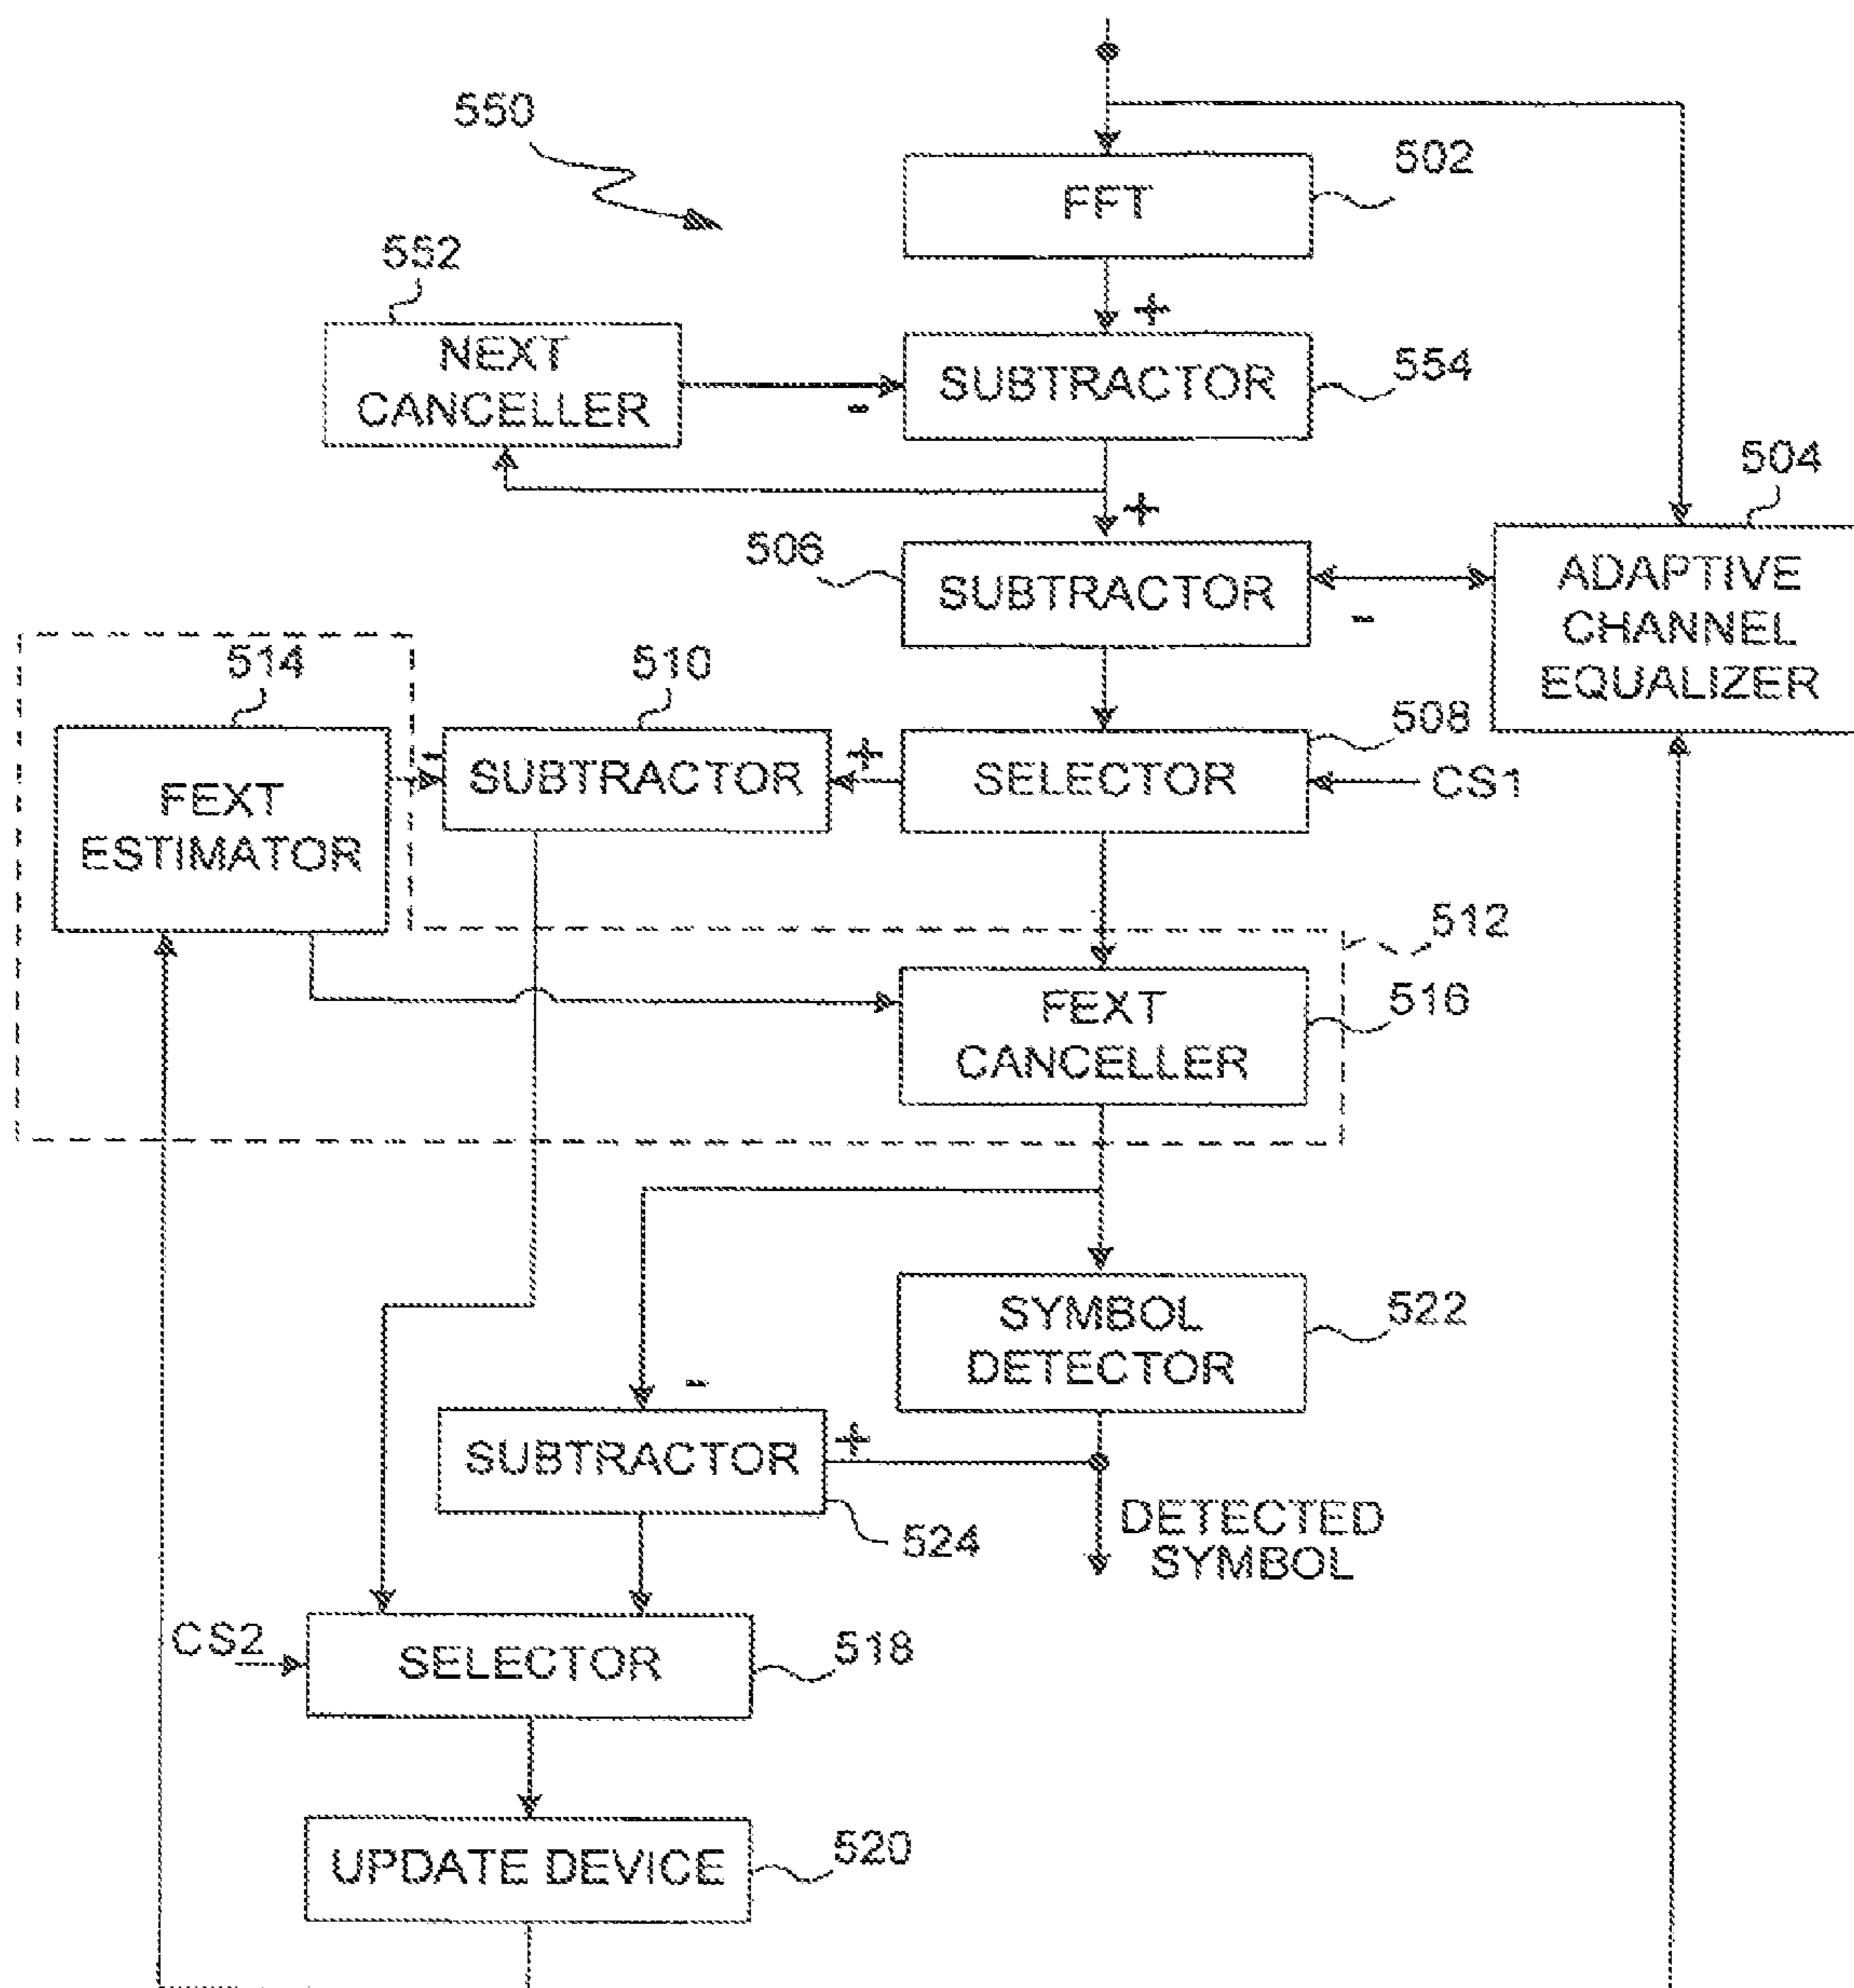 550
502
FFT
552
+
NEXT
CANCELLER
-
SUBTRACTOR
554
504
+
506
SUBTRACTOR
-
ADAPTIVE
CHANNEL
EQUALIZER
514
510
508
FEXT
ESTIMATOR
-
SUBTRACTOR
+
SELECTOR
CS1
512
FEXT
CANCELLER
516
SYMBOL
DETECTOR
522
-
SUBTRACTOR
+
524
DETECTED
SYMBOL
CS2
SELECTOR
518
UPDATE DEVICE
520